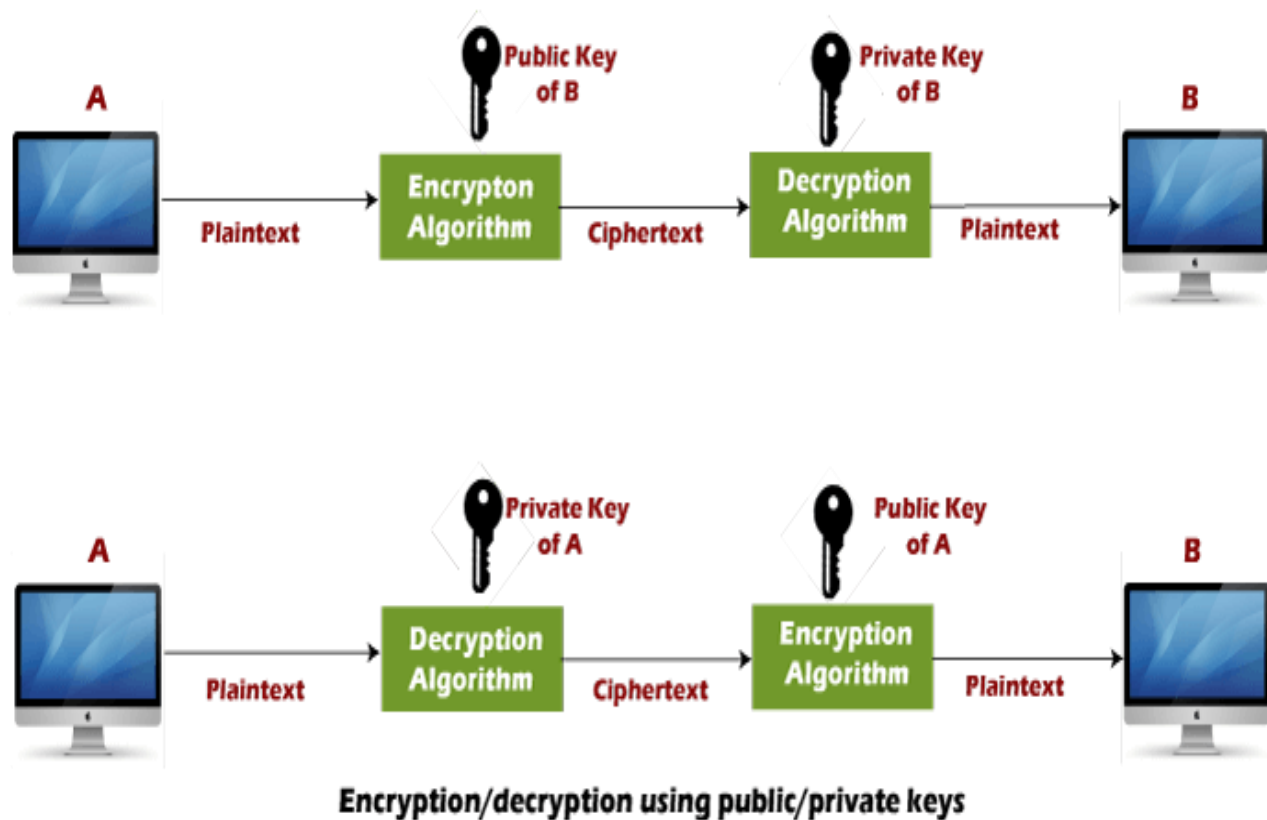 A
Public Key
of B
Private Key
of B
B
Encrypton
Algorithm
Decryption
Algorithm
Plaintext
Ciphertext
Plaintext
A
Private Key
of A
Public Key
of A
B
Decryption
Algorithm
Encryption
Algorithm
Plaintext
Ciphertext
Plaintext
Encryption/decryption using public/private keys